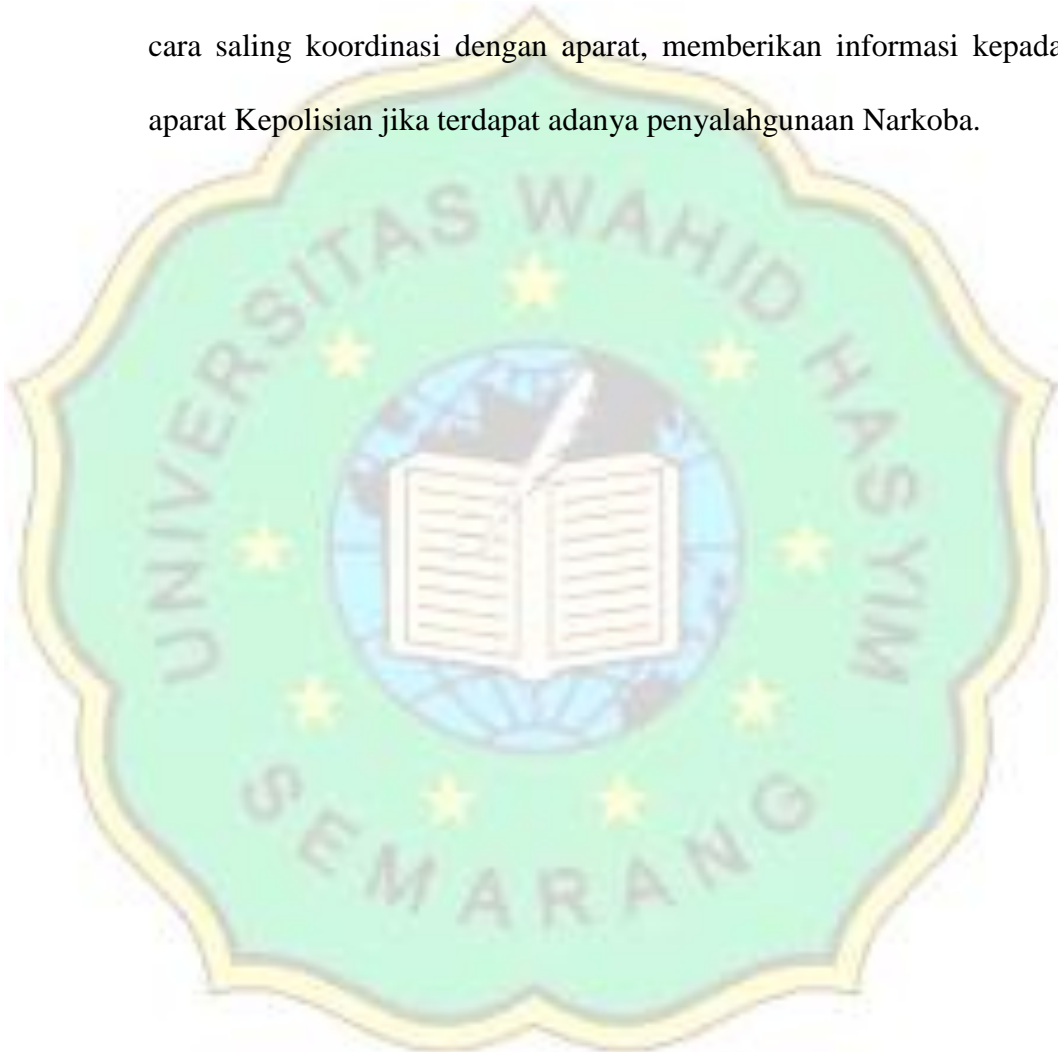 cara saling koordinasi dengan aparat, memberikan informasi kepada
aparat Kepolisian jika terdapat adanya penyalahgunaan Narkoba.
UNIVERSITAS WAHID HASYIM
SEMARANG